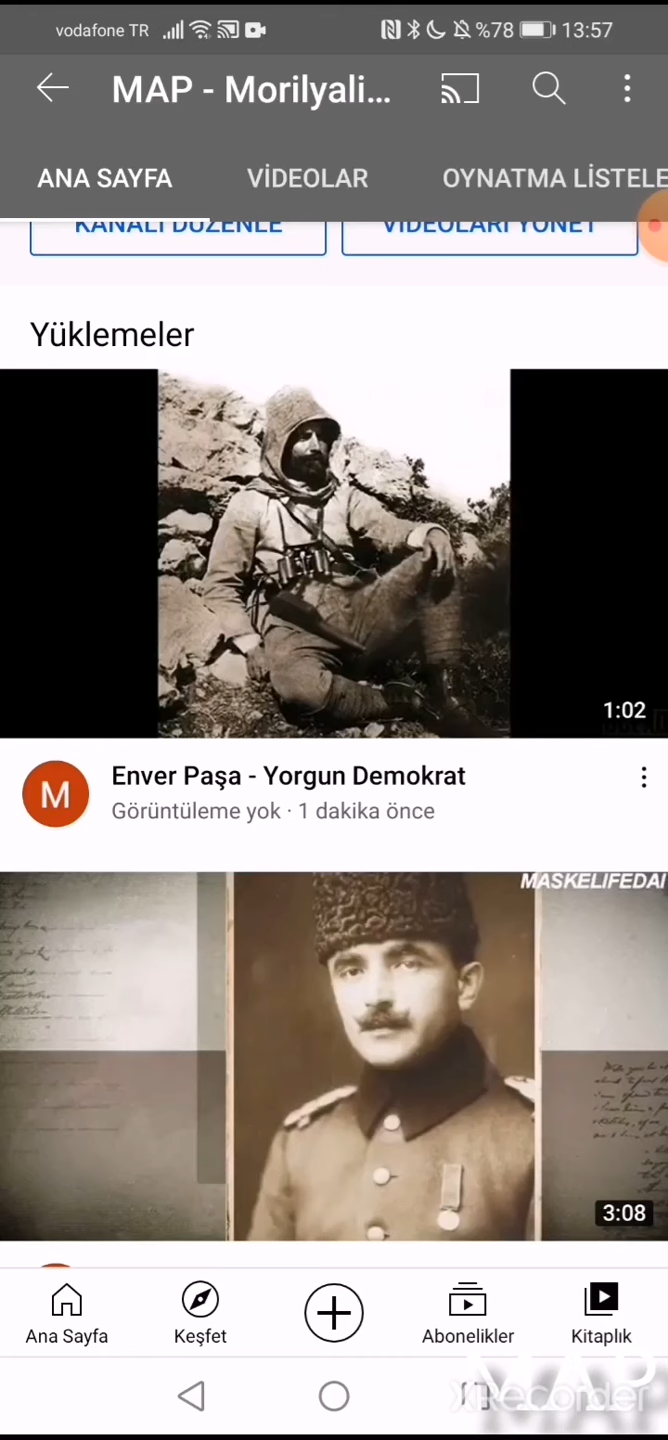 vodafone TR %78 13:57
MAP - Morilyali...
ANA SAYFA VİDEOLAR OYNATMA LİSTELE
KANALI DÜZENLE VİDEOLARI YÖNET
Yüklemeler
1:02
Enver Paşa - Yorgun Demokrat
M
Görüntüleme yok · 1 dakika önce
MASKELIFEDAI
3:08
Ana Sayfa Keşfet Abonelikler Kitaplık
MAP
XRecorder